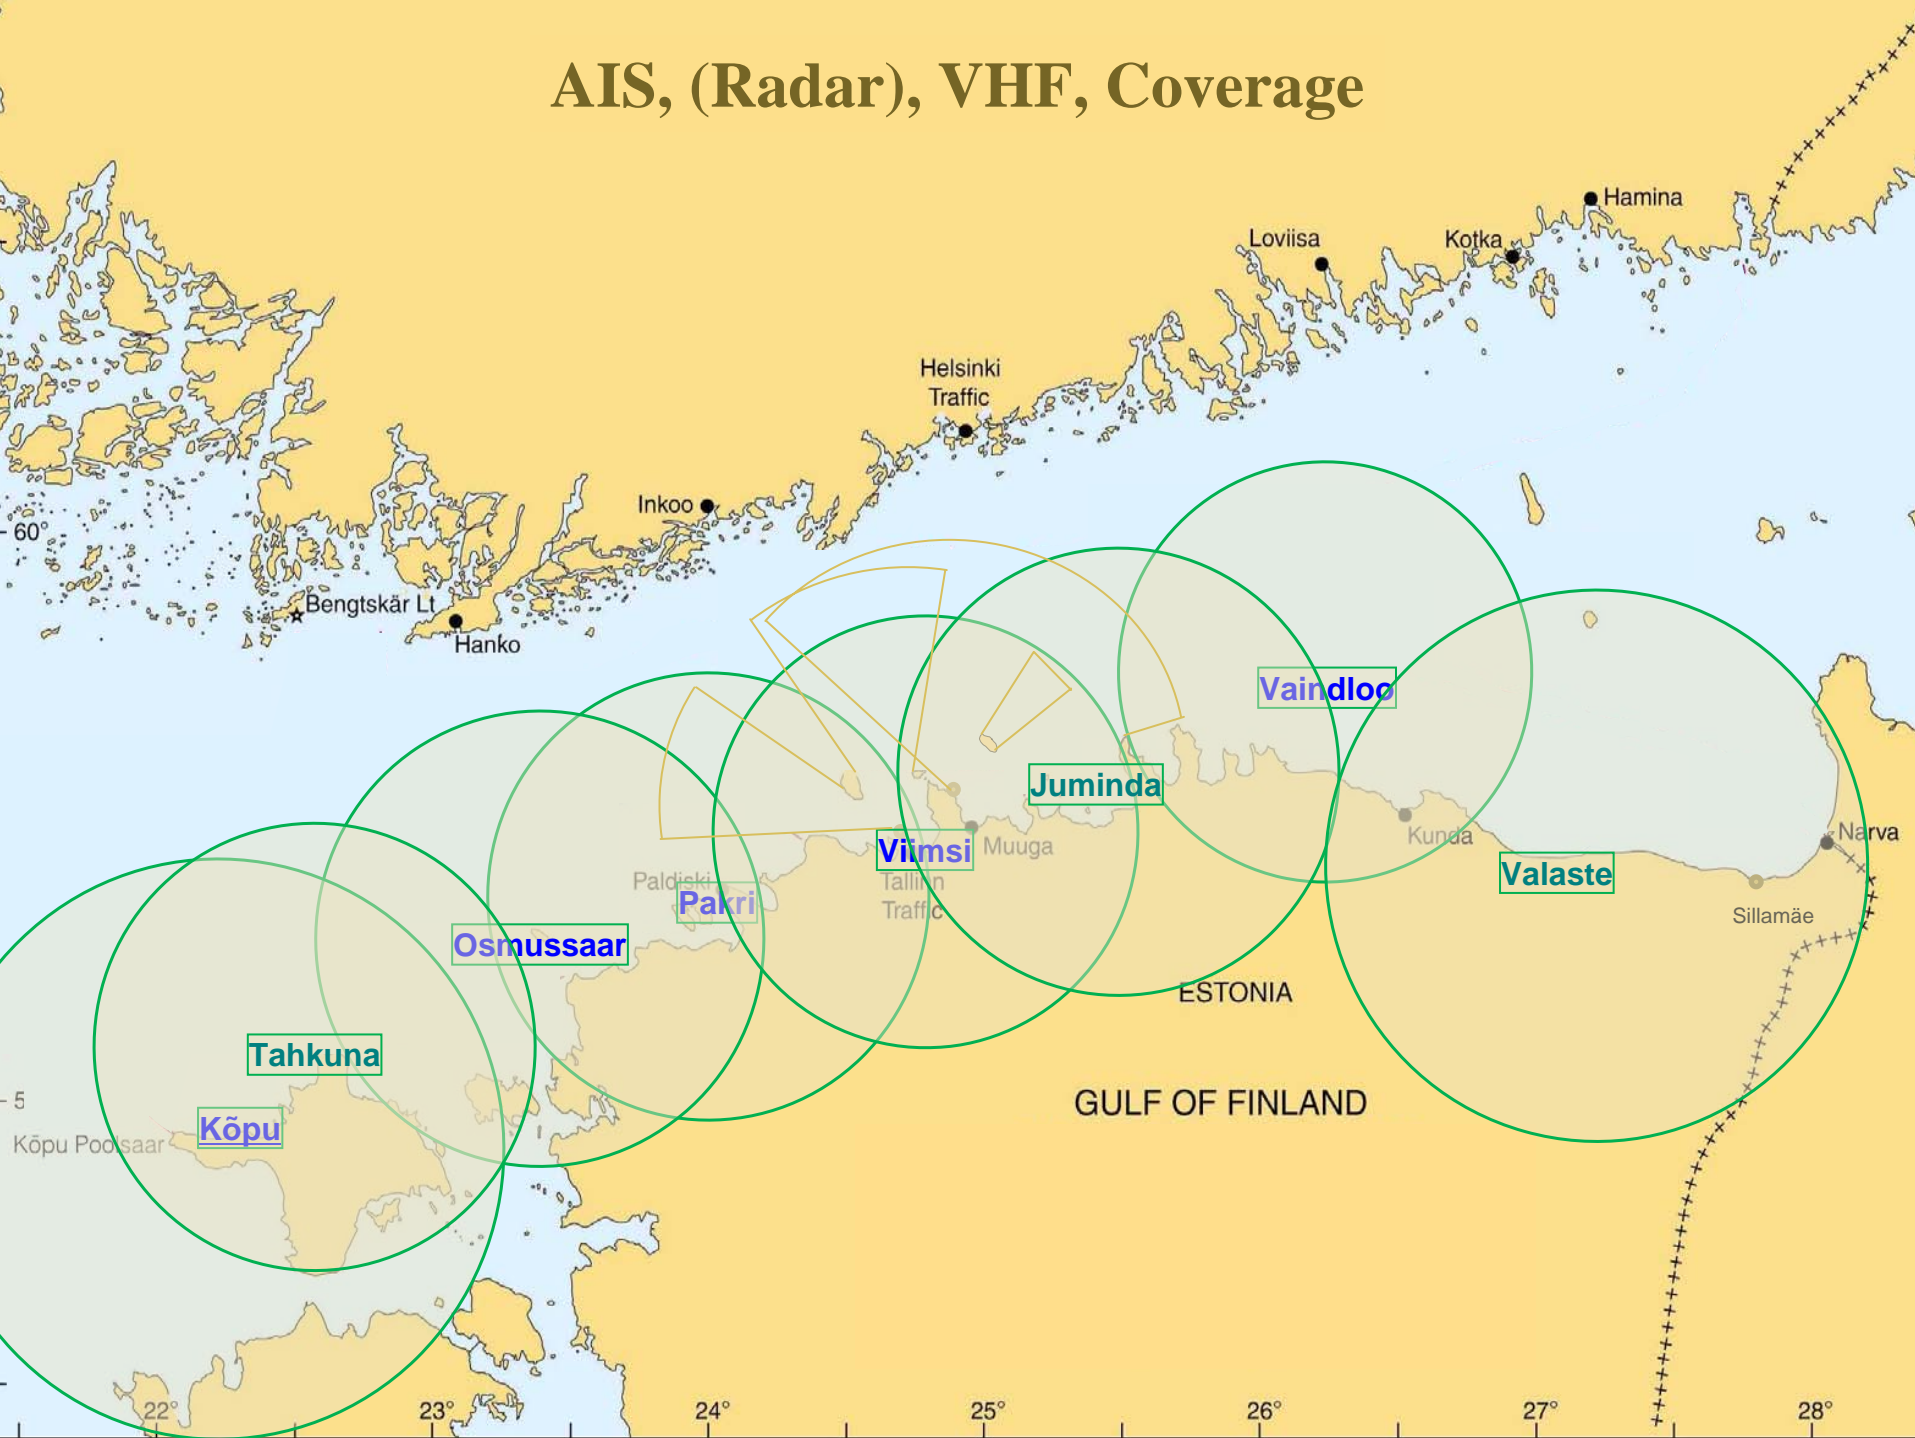 AIS, (Radar), VHF, Coverage
Hamina
Loviisa
Kotka
Helsinki
Traffic
Inkoo
60°
Bengtskär Lt
Hanko
Vaindloo
Juminda
Kunda
Narva
Viimsi
Muuga
Valaste
Paldiski
Tallinn
Traffic
Pakri
Sillamäe
Osmussaar
ESTONIA
Tahkuna
5
GULF OF FINLAND
Kõpu
Kõpu Poolsaar
22°
23°
24°
25°
26°
27°
28°